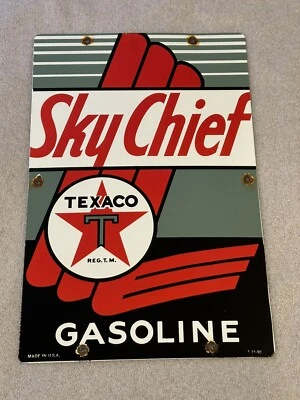 Sky Chief
TEXACO
T
REG. T. M.
GASOLINE
MADE IN U.S.A.